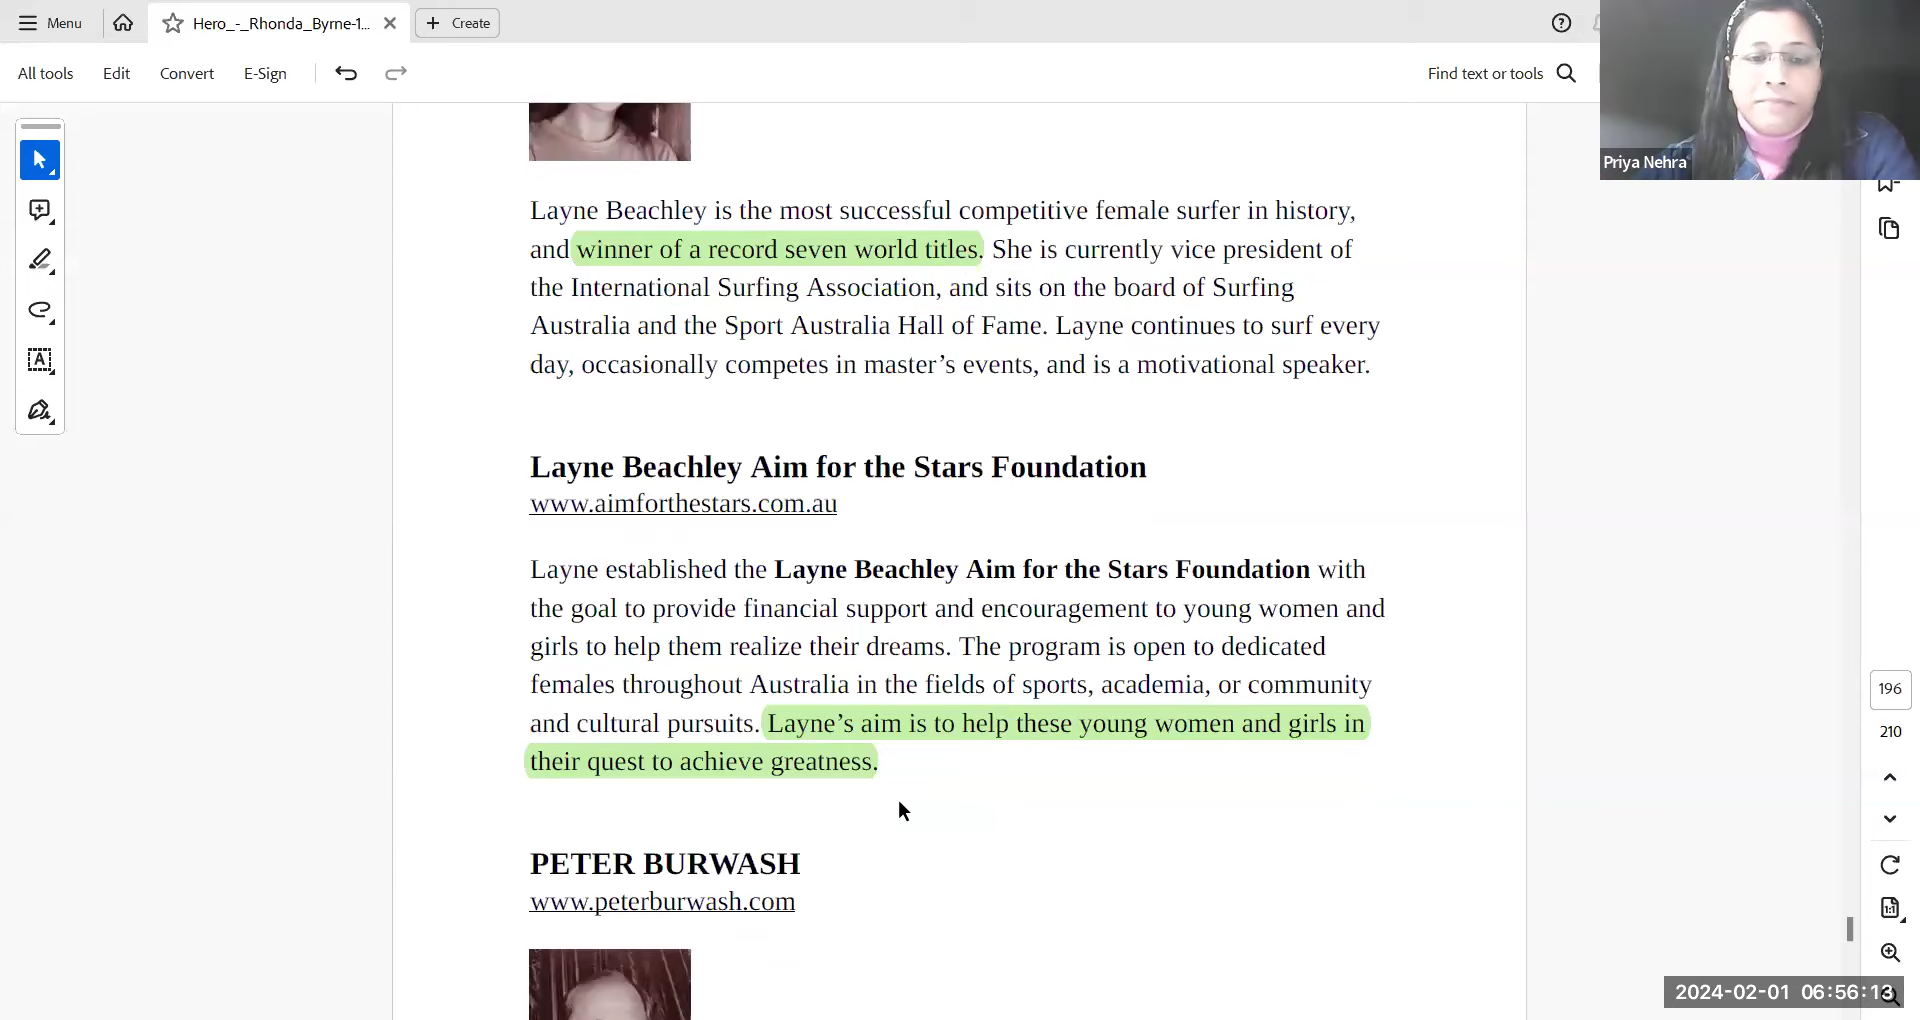 Menu
Hero_-_Rhonda_Byrne-1...
Create
All tools
Edit
Convert
E-Sign
Find text or tools
Priya Nehra
Layne Beachley is the most successful competitive female surfer in history,
and winner of a record seven world titles. She is currently vice president of
the International Surfing Association, and sits on the board of Surfing
Australia and the Sport Australia Hall of Fame. Layne continues to surf every
day, occasionally competes in master’s events, and is a motivational speaker.
Layne Beachley Aim for the Stars Foundation
www.aimforthestars.com.au
Layne established the Layne Beachley Aim for the Stars Foundation with
the goal to provide financial support and encouragement to young women and
girls to help them realize their dreams. The program is open to dedicated
females throughout Australia in the fields of sports, academia, or community
and cultural pursuits. Layne’s aim is to help these young women and girls in
their quest to achieve greatness.
PETER BURWASH
www.peterburwash.com
196
210
1:1
2024-02-01 06:56:13